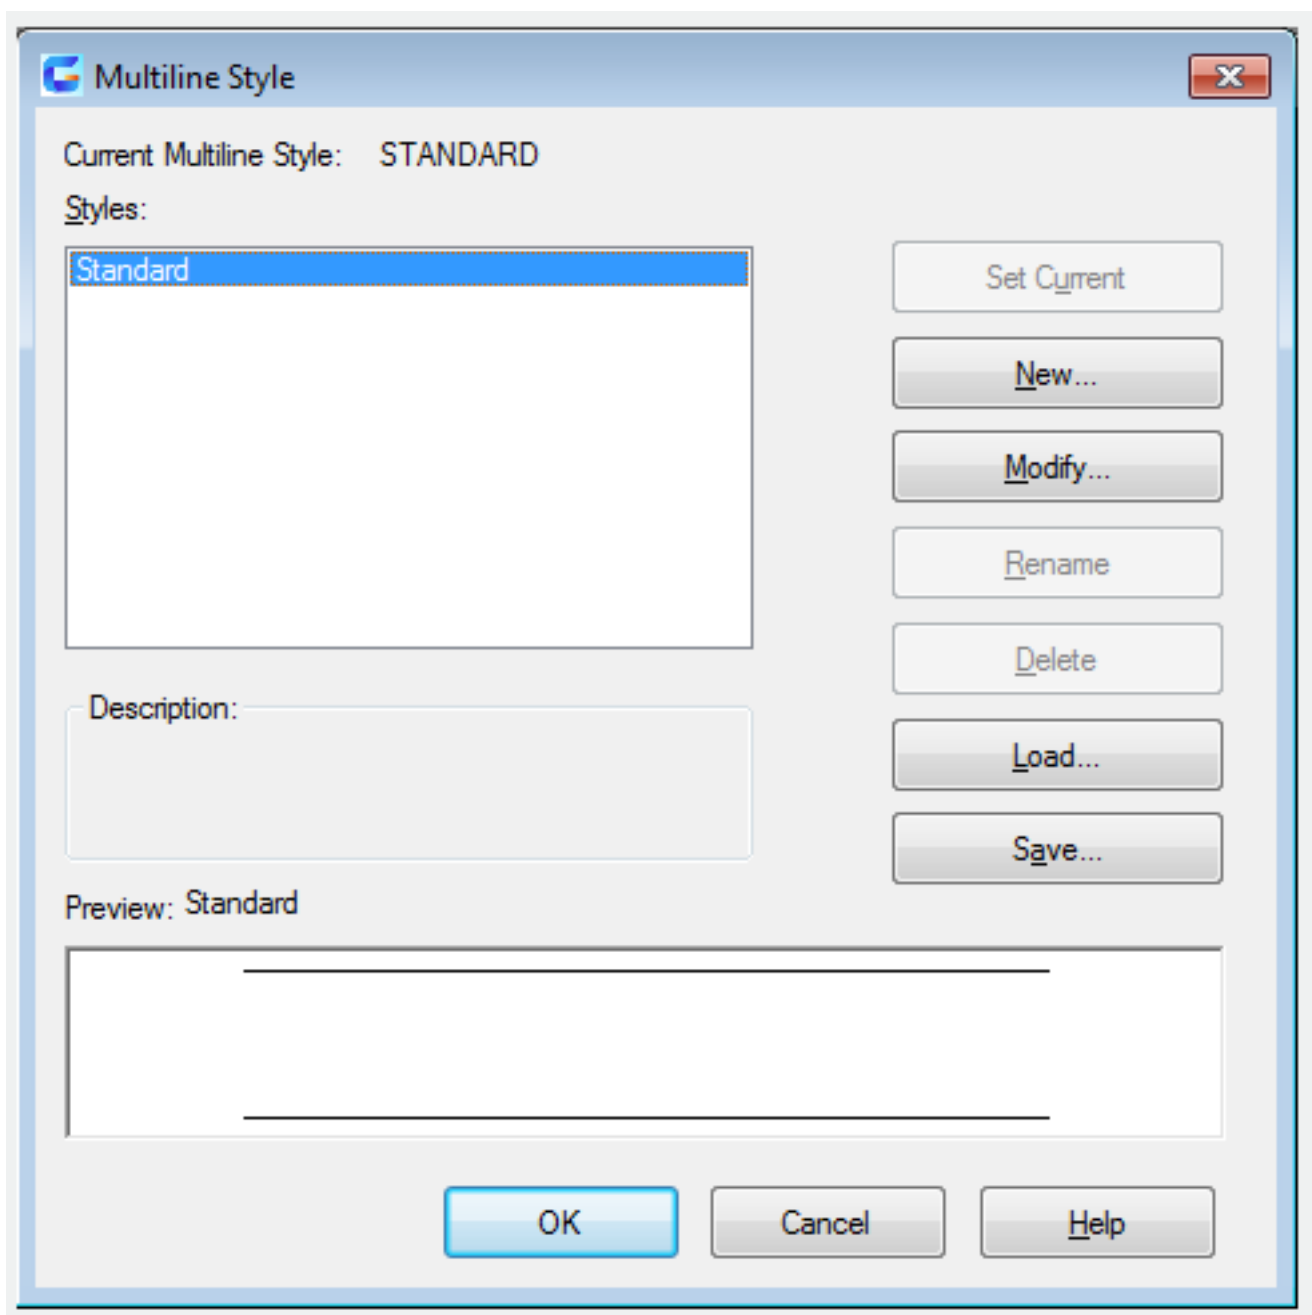 Multiline Style
Current Multiline Style: STANDARD
Styles:
Standard
Set Current
New...
Modify...
Rename
Delete
Load...
Save...
Description:
Preview: Standard
OK
Cancel
Help